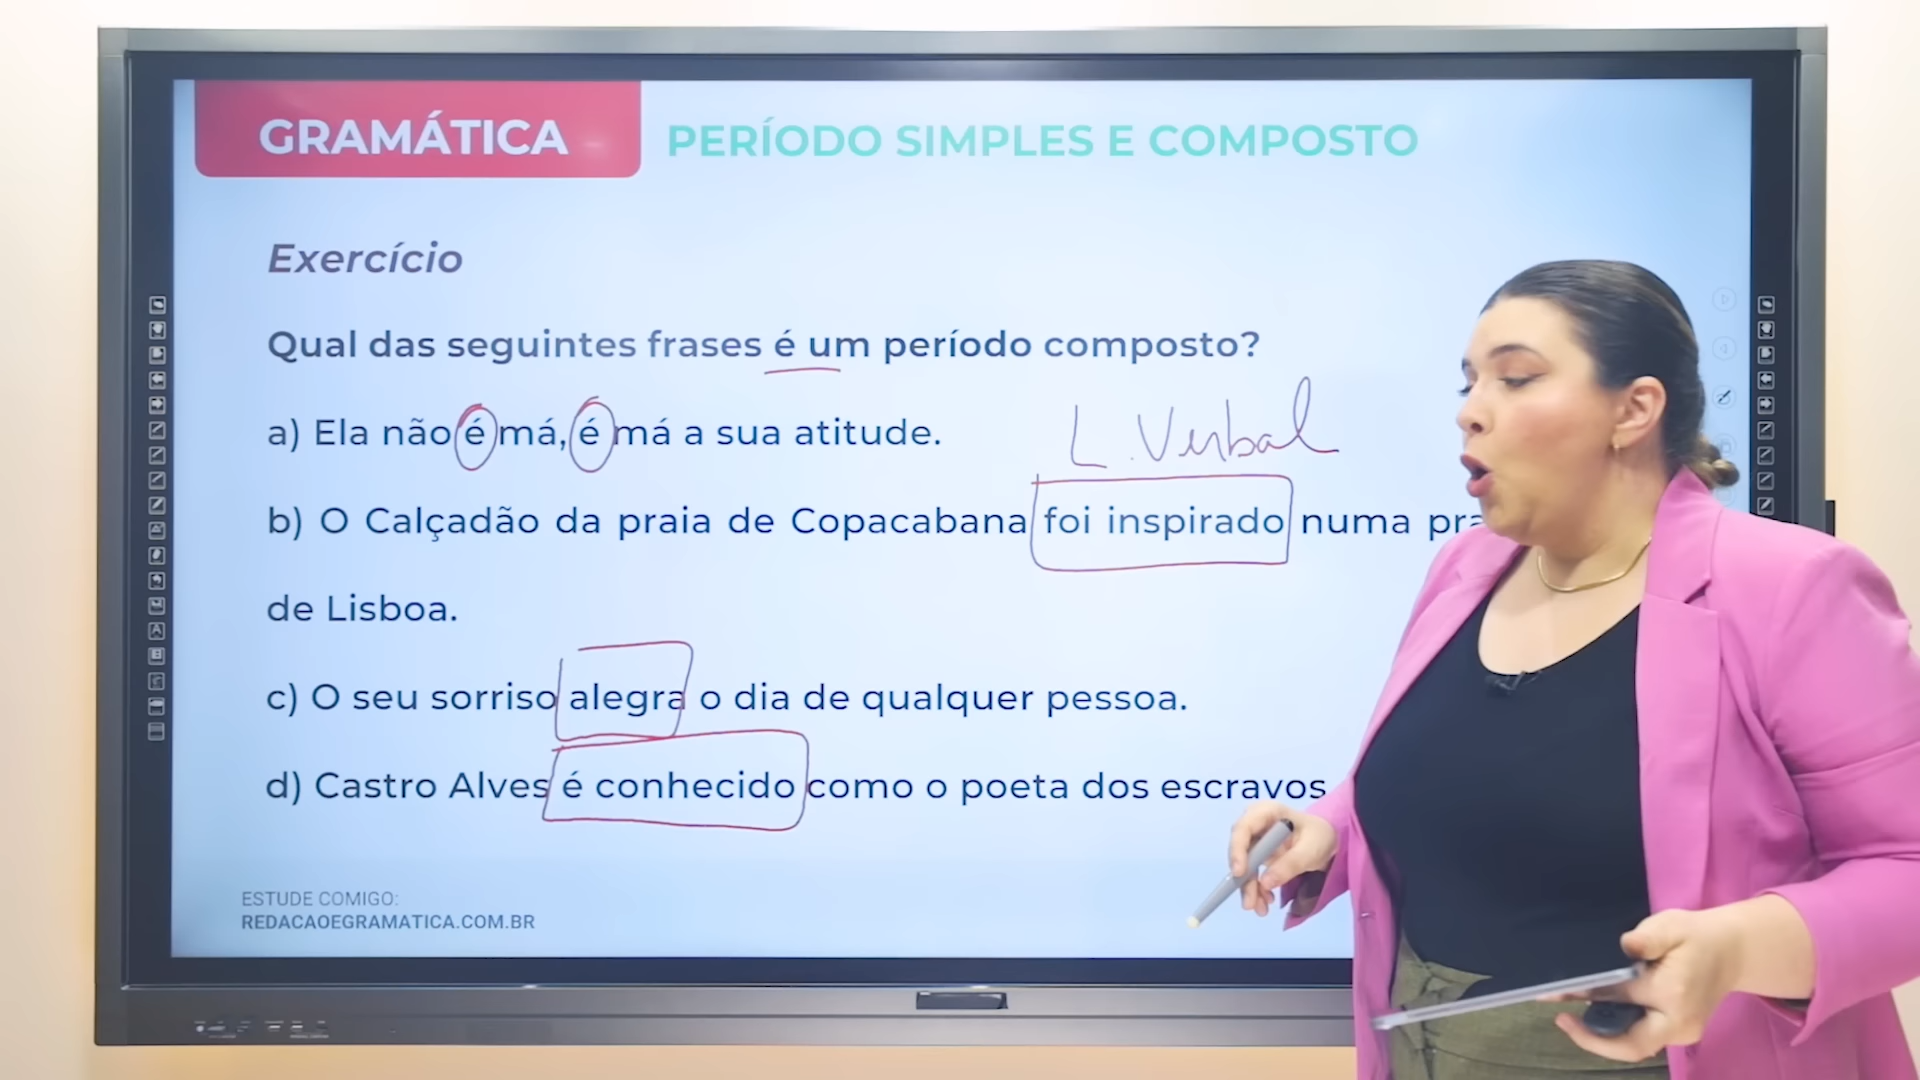 GRAMÁTICA PERÍODO SIMPLES E COMPOSTO
Exercício
Qual das seguintes frases é um período composto?
a) Ela não é má, é má a sua atitude.
L. Verbal
b) O Calçadão da praia de Copacabana foi inspirado numa
de Lisboa.
c) O seu sorriso alegra o dia de qualquer pessoa.
d) Castro Alves é conhecido como o poeta dos escravos
ESTUDE COMIGO:
REDACAOEGRAMATICA.COM.BR